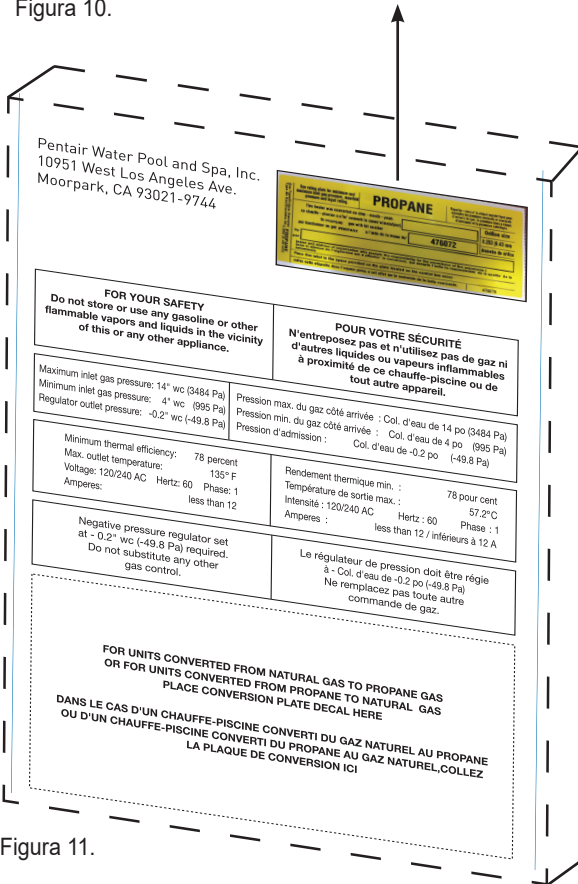 Figura 10.
Pentair Water Pool and Spa, Inc.
10951 West Los Angeles Ave.
Moorpark, CA 93021-9744
PROPANE
476072
FOR YOUR SAFETY
Do not store or use any gasoline or other
flammable vapors and liquids in the vicinity
of this or any other appliance.
POUR VOTRE SÉCURITÉ
N'entreposez pas et n'utilisez pas de gaz ni
d'autres liquides ou vapeurs inflammables
à proximité de ce chauffe-piscine ou de
tout autre appareil.
Maximum inlet gas pressure: 14" wc (3484 Pa)
Minimum inlet gas pressure: 4" wc (995 Pa)
Regulator outlet pressure: -0.2" wc (-49.8 Pa)
Pression max. du gaz côté arrivée : Col. d'eau de 14 po (3484 Pa)
Pression min. du gaz côté arrivée : Col. d'eau de 4 po (995 Pa)
Pression d'admission : Col. d'eau de -0.2 po (-49.8 Pa)
Minimum thermal efficiency: 78 percent
Max. outlet temperature: 135° F
Voltage: 120/240 AC Hertz: 60 Phase: 1
Amperes: less than 12
Rendement thermique min. : 78 pour cent
Température de sortie max. : 57.2°C
Intensité : 120/240 AC Hertz : 60 Phase : 1
Amperes : less than 12 / inférieurs à 12 A
Negative pressure regulator set
at - 0.2" wc (-49.8 Pa) required.
Do not substitute any other
gas control.
Le régulateur de pression doit être régie
à - Col. d'eau de -0.2 po (-49.8 Pa)
Ne remplacez pas toute autre
commande de gaz.
FOR UNITS CONVERTED FROM NATURAL GAS TO PROPANE GAS
OR FOR UNITS CONVERTED FROM PROPANE TO NATURAL GAS
PLACE CONVERSION PLATE DECAL HERE
DANS LE CAS D'UN CHAUFFE-PISCINE CONVERTI DU GAZ NATUREL AU PROPANE
OU D'UN CHAUFFE-PISCINE CONVERTI DU PROPANE AU GAZ NATUREL,COLLEZ
LA PLAQUE DE CONVERSION ICI
Figura 11.